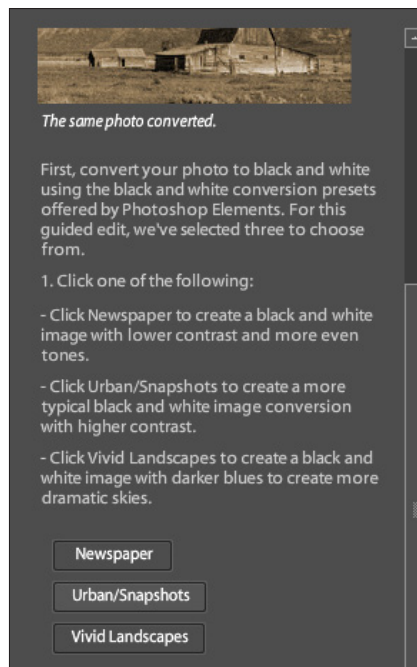 The same photo converted.
First, convert your photo to black and white
using the black and white conversion presets
offered by Photoshop Elements. For this
guided edit, we've selected three to choose
from.
1. Click one of the following:
- Click Newspaper to create a black and white
image with lower contrast and more even
tones.
- Click Urban/Snapshots to create a more
typical black and white image conversion
with higher contrast.
- Click Vivid Landscapes to create a black and
white image with darker blues to create more
dramatic skies.
Newspaper
Urban/Snapshots
Vivid Landscapes